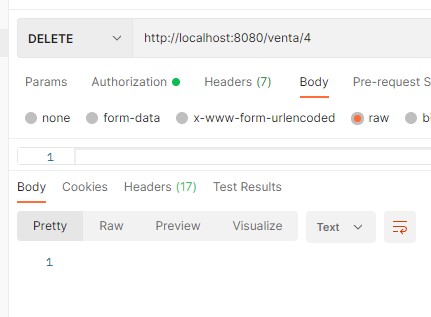 DELETE http://localhost:8080/venta/4
Params Authorization Headers (7) Body Pre-request S
none form-data x-www-form-urlencoded raw bi
1
Body Cookies Headers (17) Test Results
Pretty Raw Preview Visualize Text
1